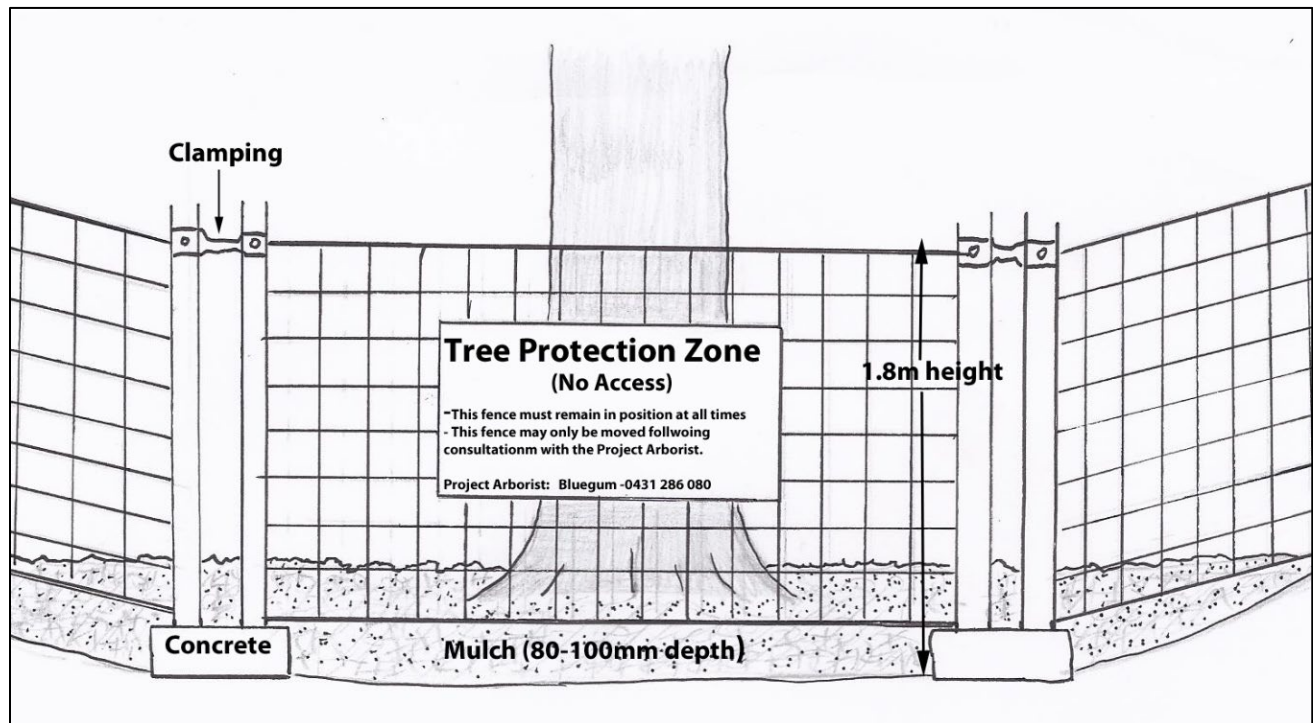 Clamping
Tree Protection Zone
(No Access)
1.8m height
-This fence must remain in position at all times
- This fence may only be moved follwoing
consultationm with the Project Arborist.
Project Arborist: Bluegum -0431 286 080
Concrete
Mulch (80-100mm depth)